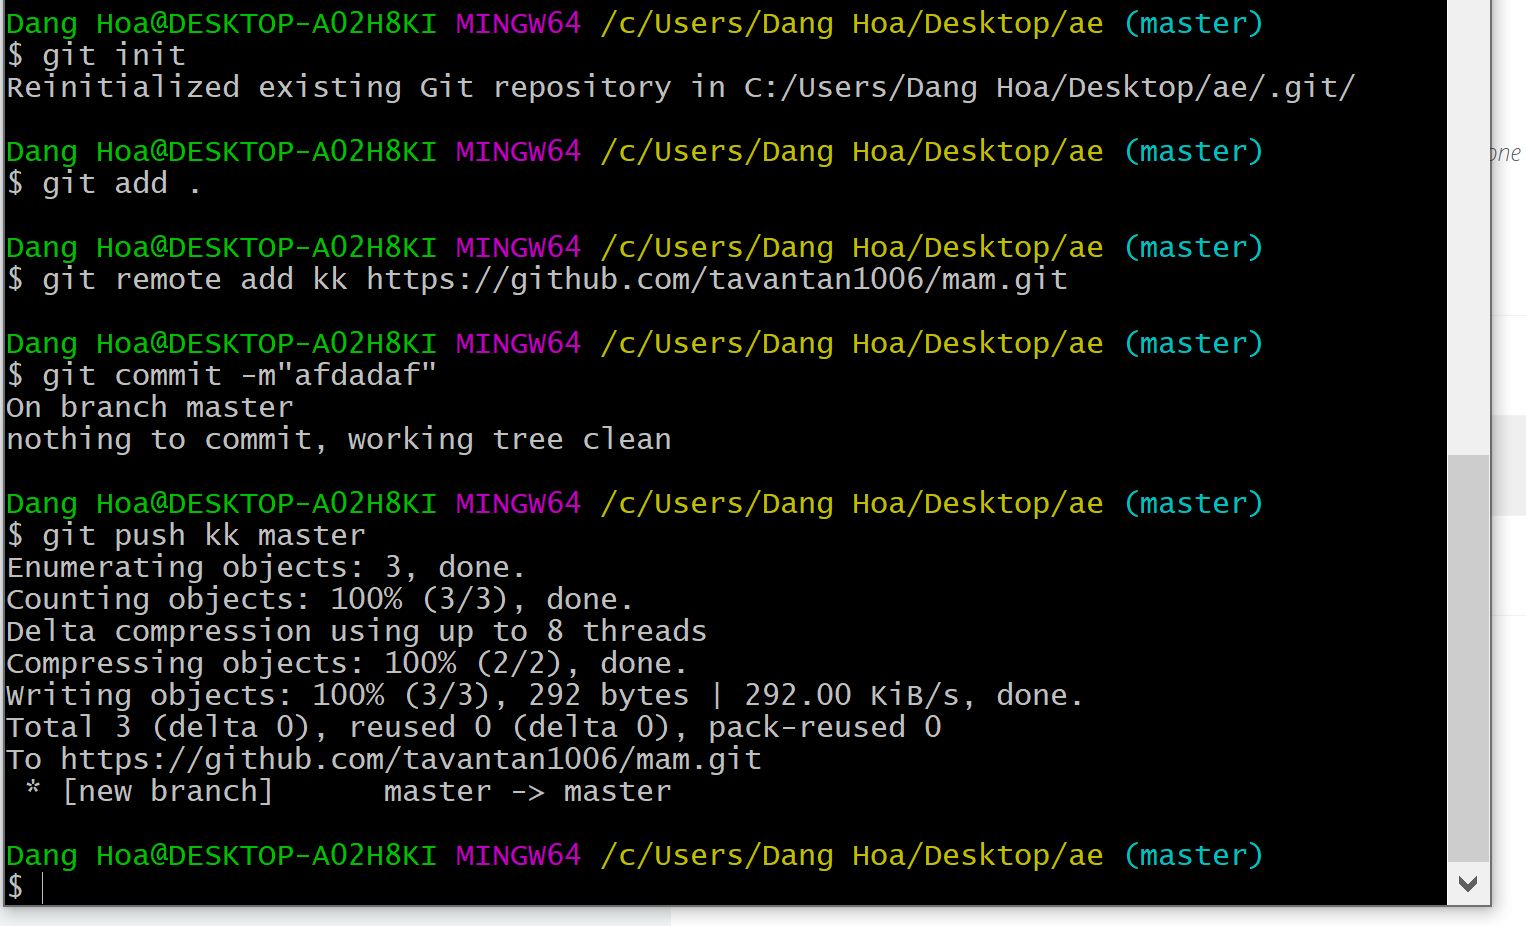 Dang Hoa@DESKTOP-A02H8KI MINGW64 /c/Users/Dang Hoa/Desktop/ae (master)
$ git init
Reinitialized existing Git repository in C:/Users/Dang Hoa/Desktop/ae/.git/
Dang Hoa@DESKTOP-A02H8KI MINGW64 /c/Users/Dang Hoa/Desktop/ae (master)
$ git add .
Dang Hoa@DESKTOP-A02H8KI MINGW64 /c/Users/Dang Hoa/Desktop/ae (master)
$ git remote add kk https://github.com/tavantan1006/mam.git
Dang Hoa@DESKTOP-A02H8KI MINGW64 /c/Users/Dang Hoa/Desktop/ae (master)
$ git commit -m"afdadaf"
On branch master
nothing to commit, working tree clean
Dang Hoa@DESKTOP-A02H8KI MINGW64 /c/Users/Dang Hoa/Desktop/ae (master)
$ git push kk master
Enumerating objects: 3, done.
Counting objects: 100% (3/3), done.
Delta compression using up to 8 threads
Compressing objects: 100% (2/2), done.
Writing objects: 100% (3/3), 292 bytes | 292.00 KiB/s, done.
Total 3 (delta 0), reused 0 (delta 0), pack-reused 0
To https://github.com/tavantan1006/mam.git
 * [new branch]      master -> master
Dang Hoa@DESKTOP-A02H8KI MINGW64 /c/Users/Dang Hoa/Desktop/ae (master)
$